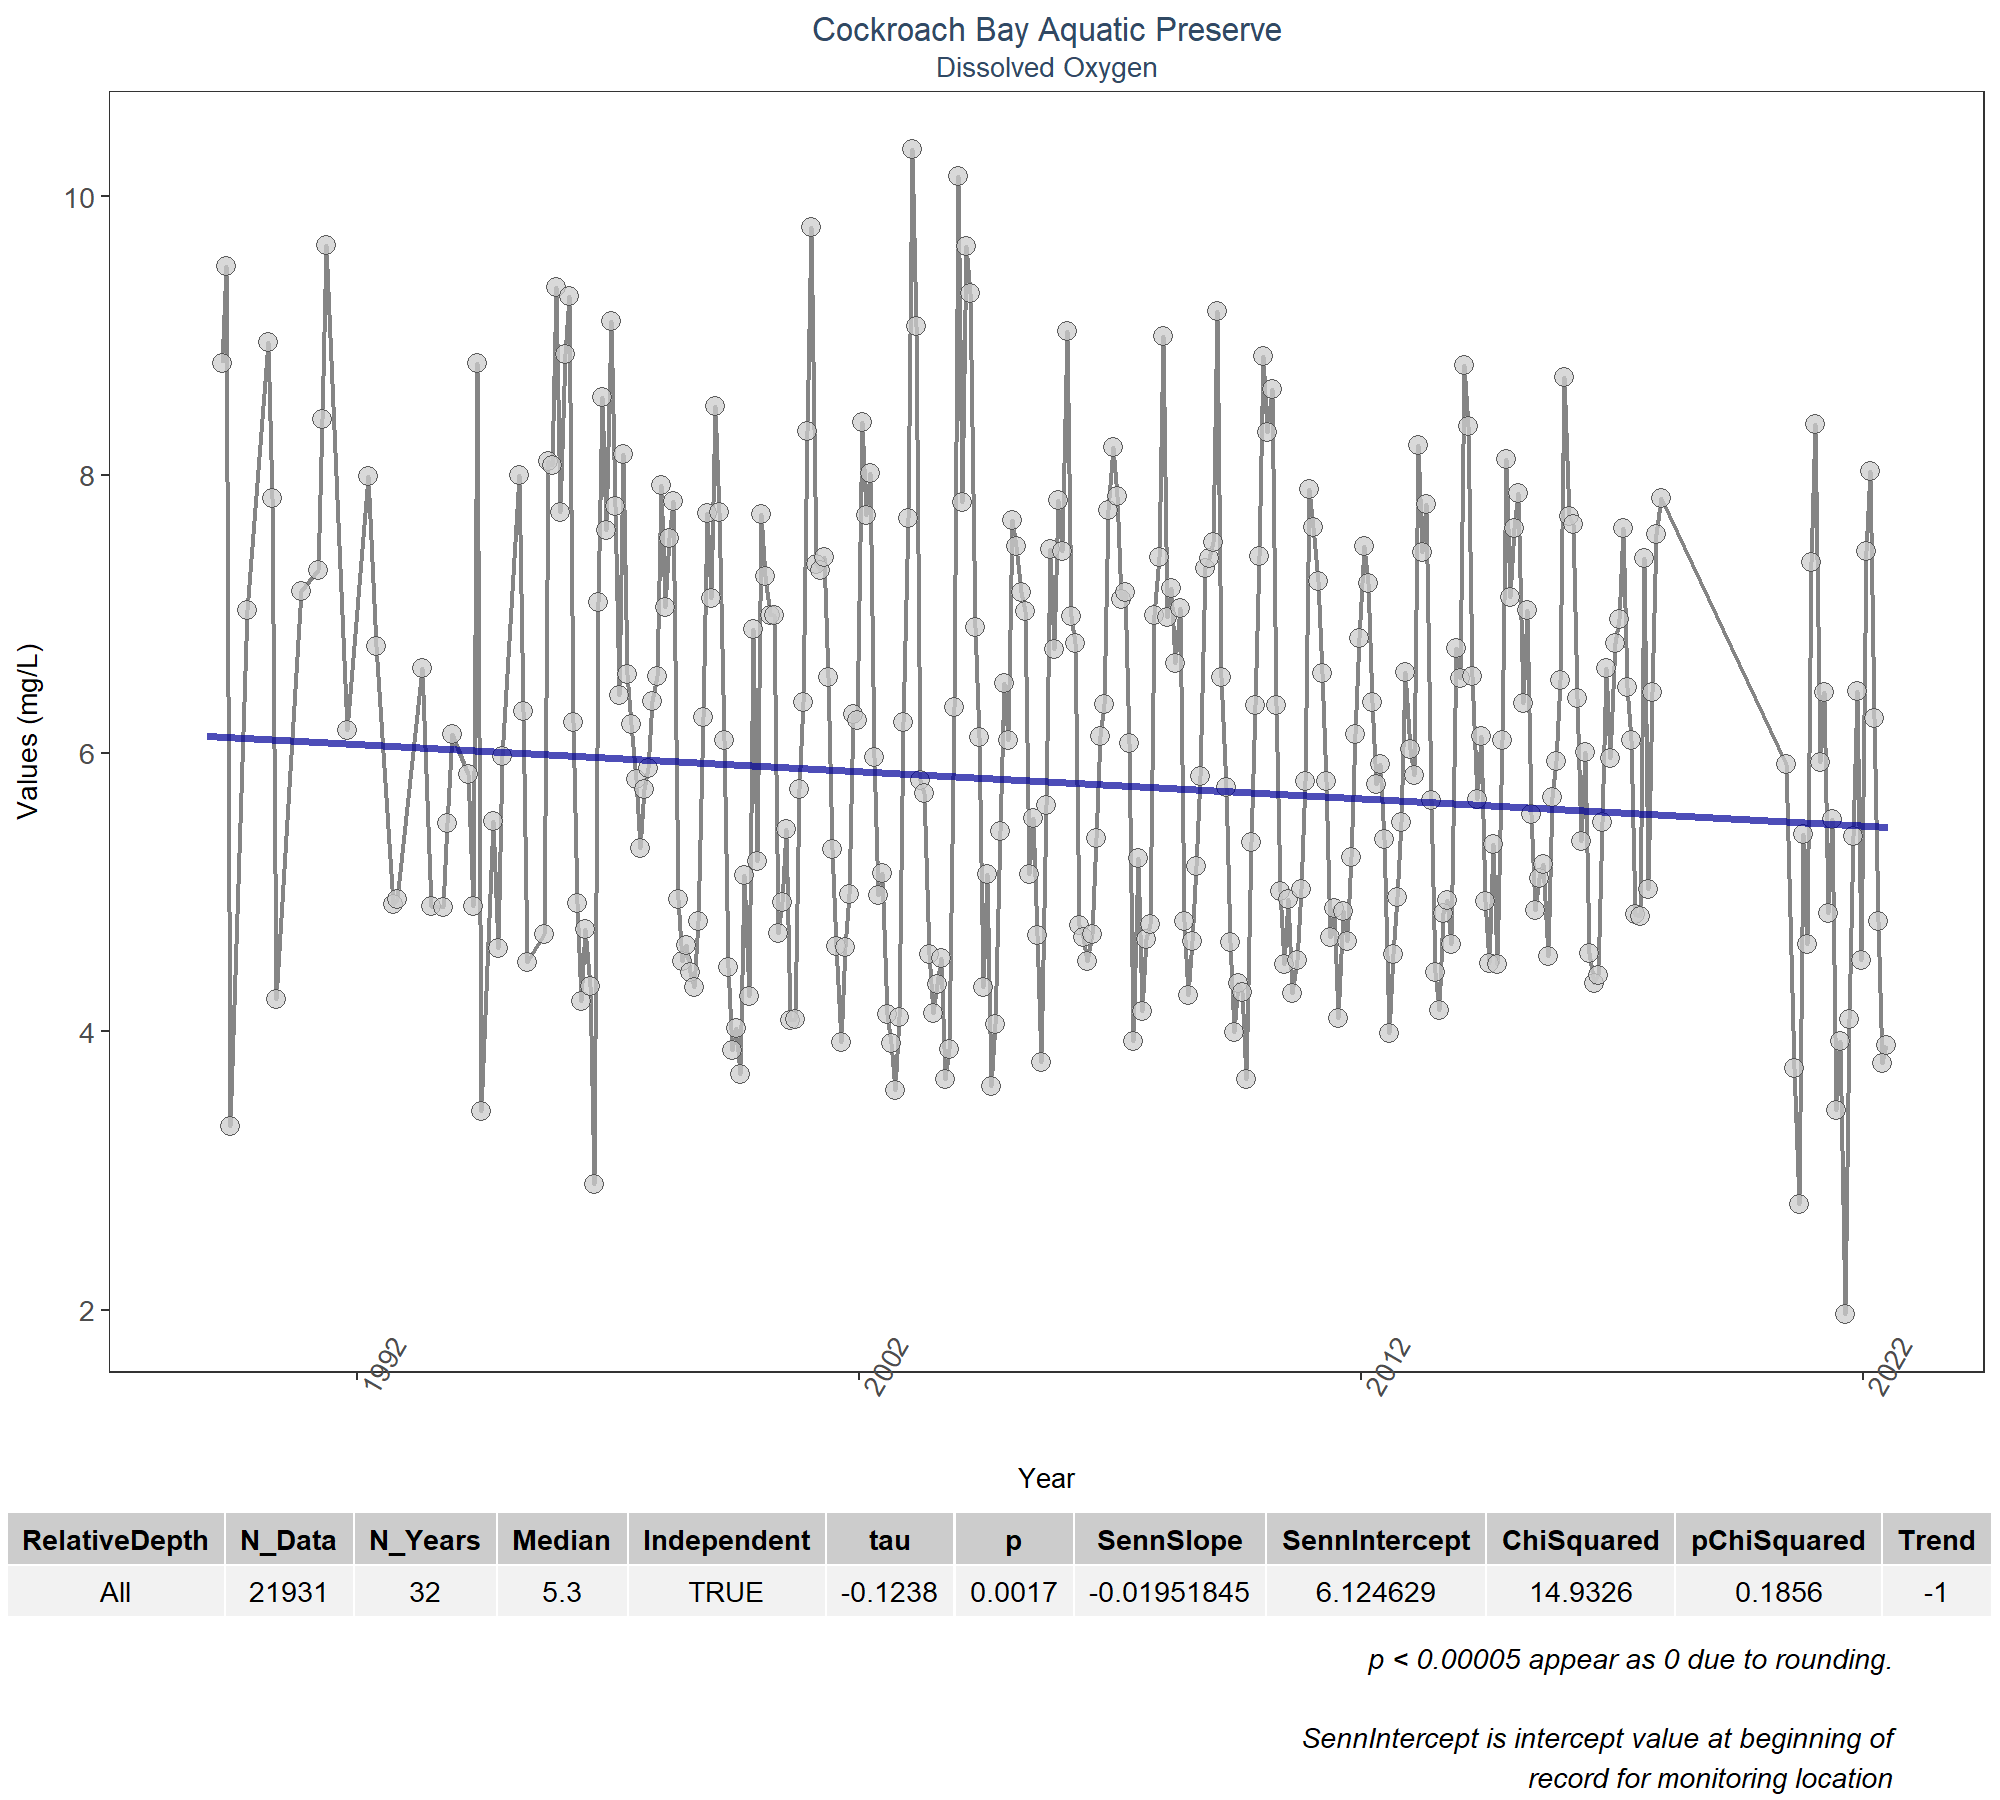 Cockroach Bay Aquatic Preserve
Dissolved Oxygen
Values (mg/L)
10
8
6
4
2
1992
2002
2012
2022
Year
RelativeDepth N_Data N_Years Median Independent tau p SennSlope SennIntercept ChiSquared pChiSquared Trend
All 21931 32 5.3 TRUE -0.1238 0.0017 -0.01951845 6.124629 14.9326 0.1856 -1
p < 0.00005 appear as 0 due to rounding.
SennIntercept is intercept value at beginning of
record for monitoring location